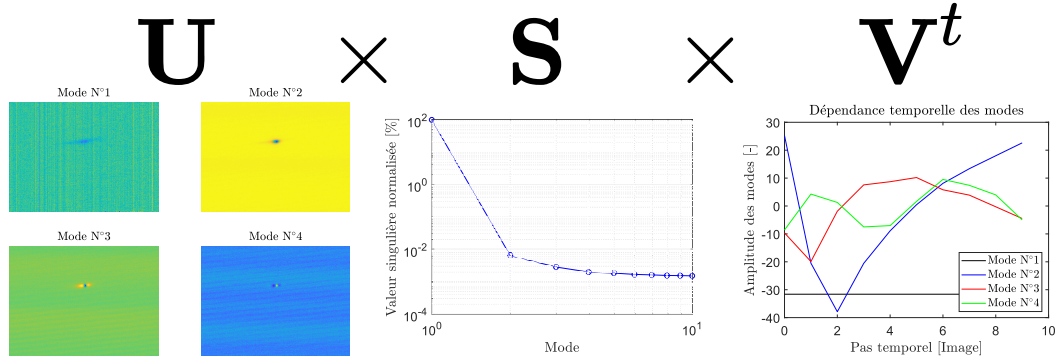 U × S × V^t
Mode N°1
Mode N°2
Mode N°3
Mode N°4
Valeur singulière normalisée [%]
10^2
10^0
10^-2
10^-4
10^0
10^1
Mode
Dépendance temporelle des modes
Amplitude des modes [-]
30
20
10
0
-10
-20
-30
-40
0
2
4
6
8
10
Pas temporel [Image]
Mode N°1
Mode N°2
Mode N°3
Mode N°4